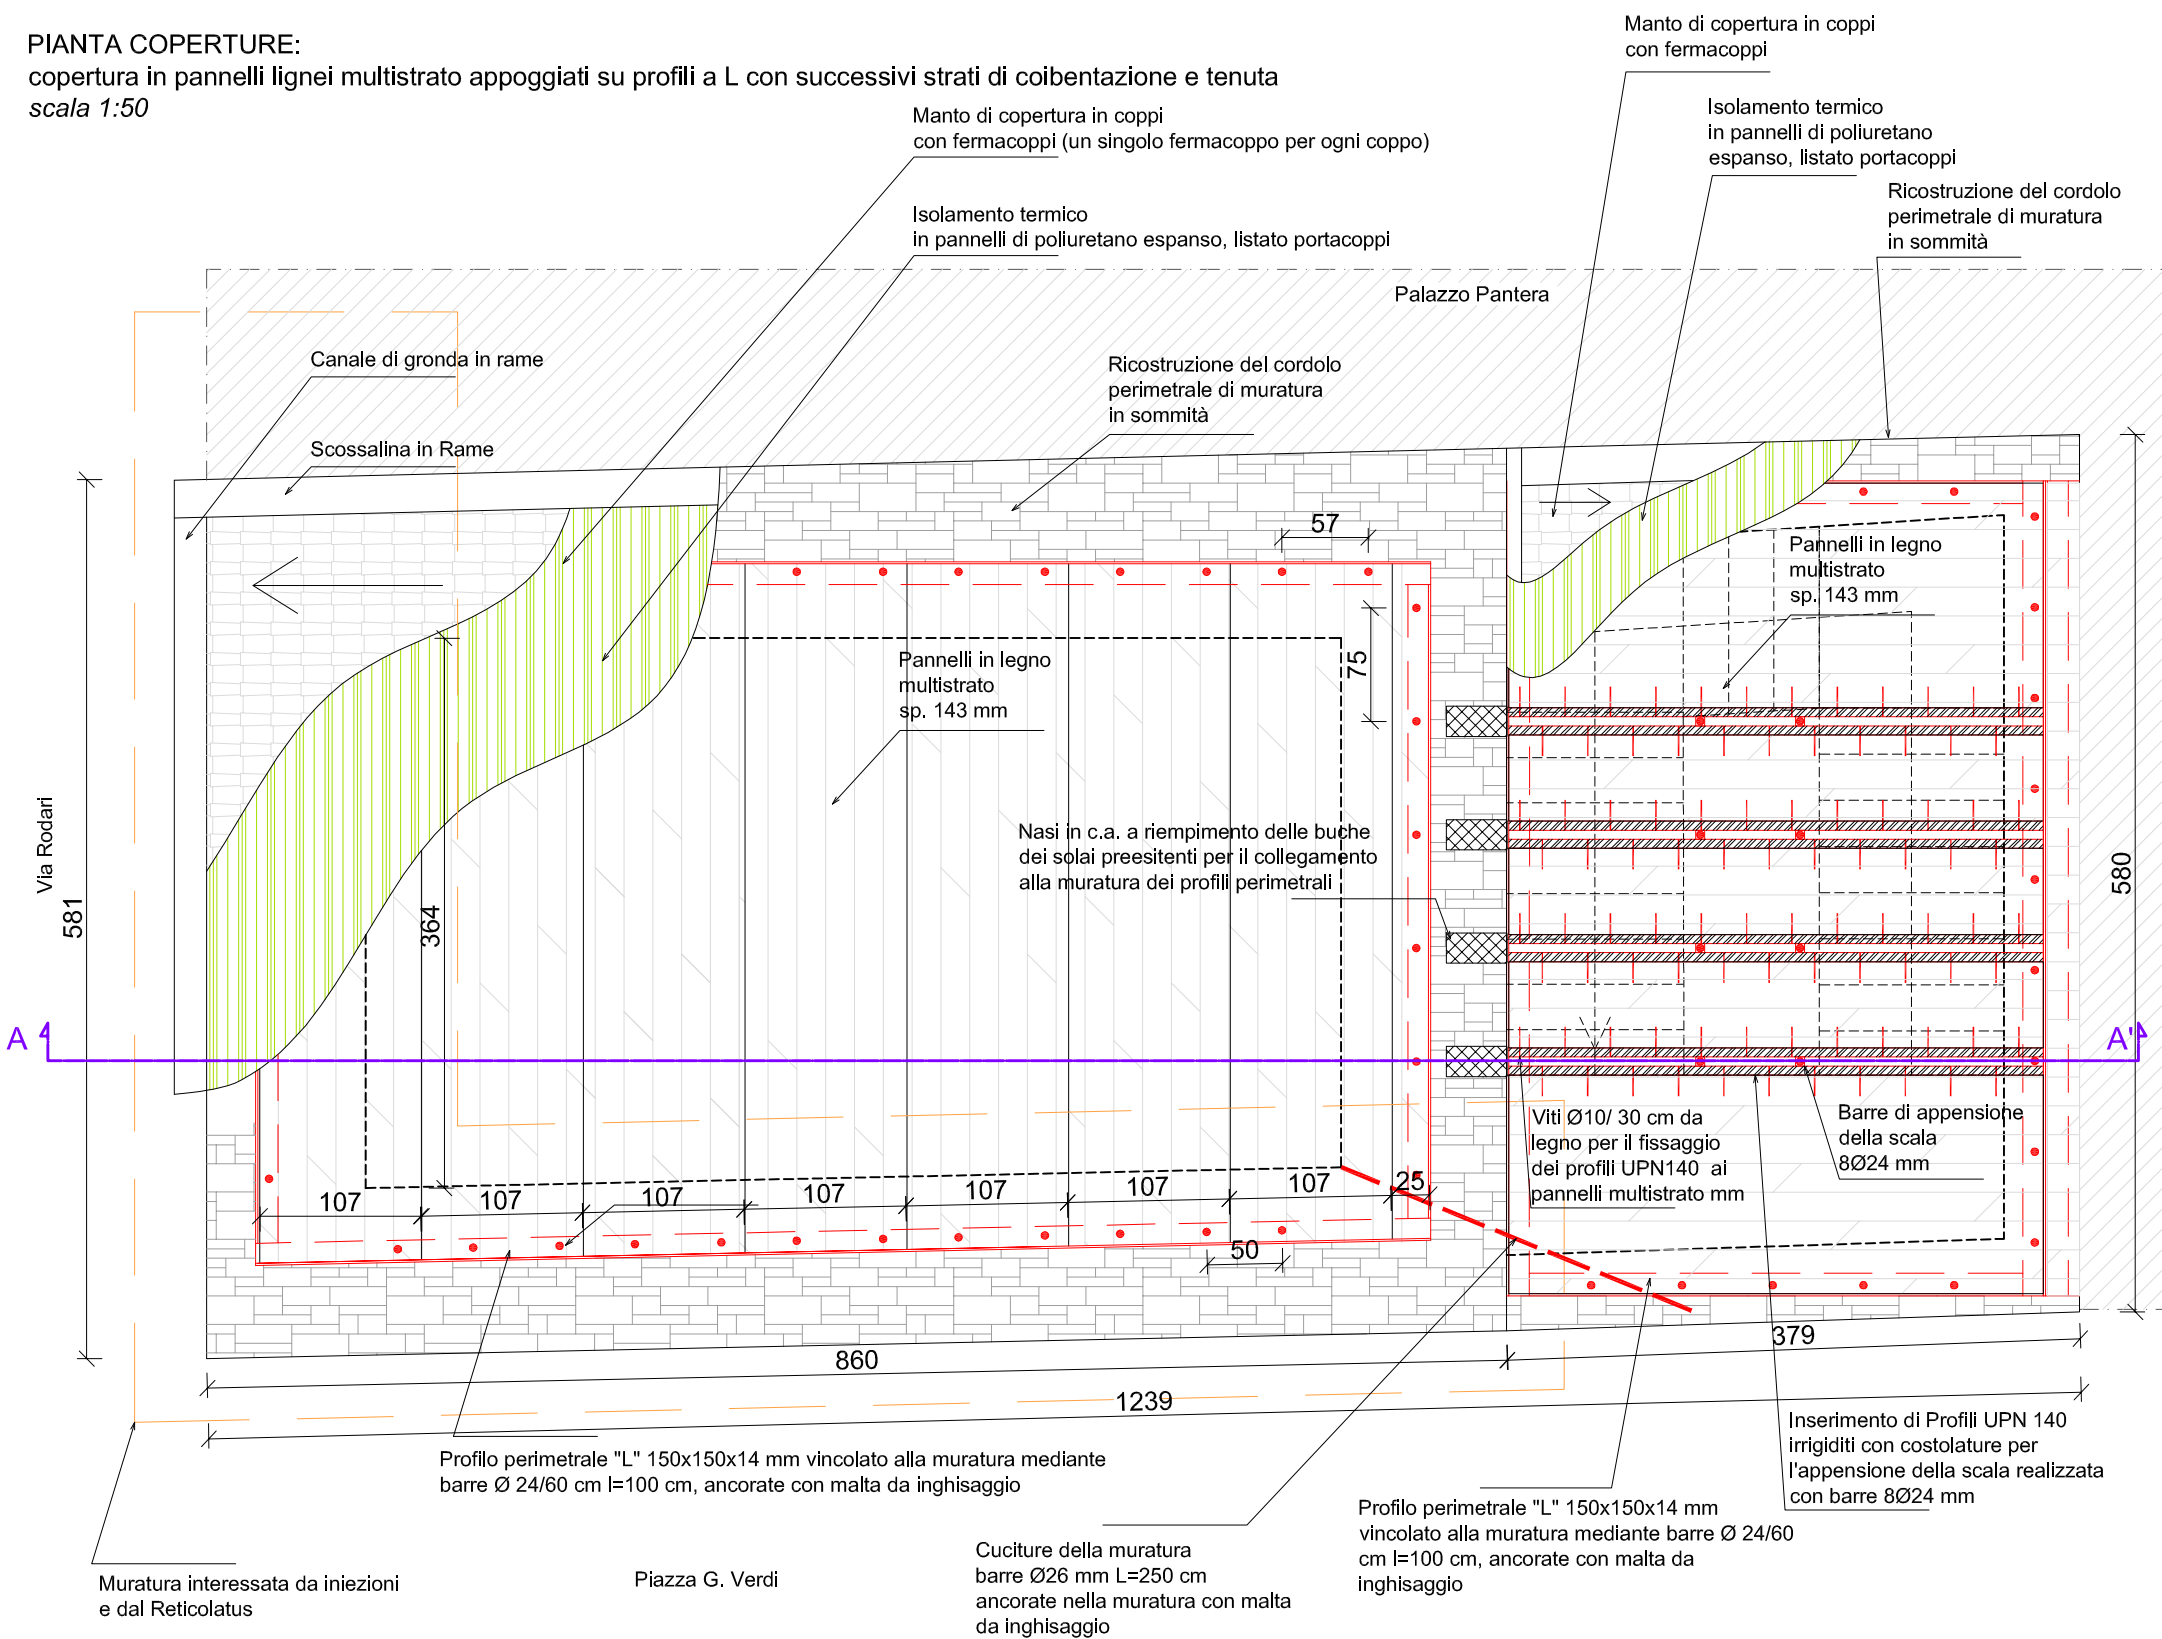 PIANTA COPERTURE:
copertura in pannelli lignei multistrato appoggiati su profili a L con successivi strati di coibentazione e tenuta
scala 1:50
Manto di copertura in coppi
con fermacoppi
Manto di copertura in coppi
con fermacoppi (un singolo fermacoppo per ogni coppo)
Isolamento termico
in pannelli di poliuretano
espanso, listato portacoppi
Isolamento termico
in pannelli di poliuretano espanso, listato portacoppi
Ricostruzione del cordolo
perimetrale di muratura
in sommità
Palazzo Pantera
Canale di gronda in rame
Ricostruzione del cordolo
perimetrale di muratura
in sommità
Scossalina in Rame
57
Pannelli in legno
multistrato
sp. 143 mm
75
Pannelli in legno
multistrato
sp. 143 mm
Via Rodari
581
364
Nasi in c.a. a riempimento delle buche
dei solai preesitenti per il collegamento
alla muratura dei profili perimetrali
580
A
A'
Viti Ø10/ 30 cm da
legno per il fissaggio
dei profili UPN140 ai
pannelli multistrato mm
Barre di appensione
della scala
8Ø24 mm
107
107
107
107
107
107
107
25
50
860
379
1239
Profilo perimetrale "L" 150x150x14 mm vincolato alla muratura mediante
barre Ø 24/60 cm l=100 cm, ancorate con malta da inghisaggio
Inserimento di Profili UPN 140
irrigiditi con costolature per
l'appensione della scala realizzata
con barre 8Ø24 mm
Profilo perimetrale "L" 150x150x14 mm
vincolato alla muratura mediante barre Ø 24/60
cm l=100 cm, ancorate con malta da
inghisaggio
Cuciture della muratura
barre Ø26 mm L=250 cm
ancorate nella muratura con malta
da inghisaggio
Muratura interessata da iniezioni
e dal Reticolatus
Piazza G. Verdi